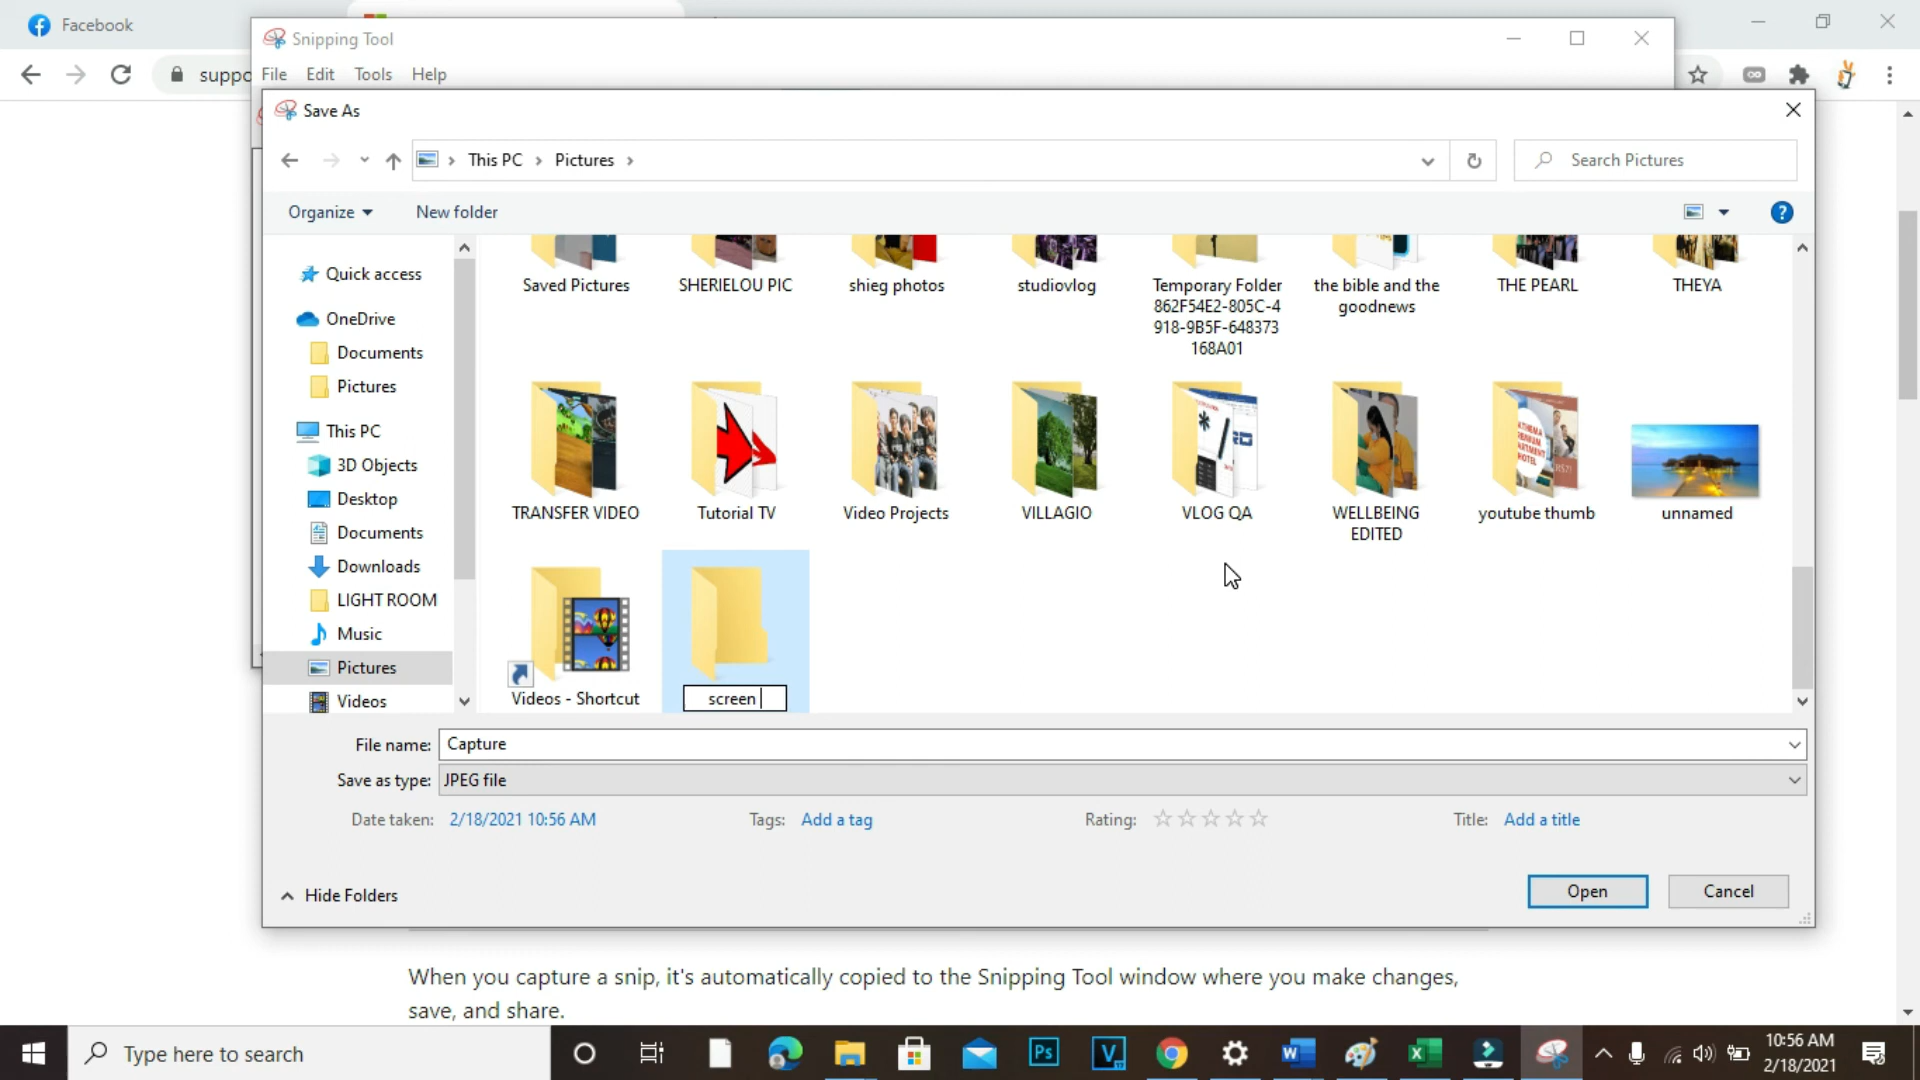 Facebook
Snipping Tool
suppo
File Edit Tools Help
Save As
This PC > Pictures >
Search Pictures
Organize New folder
Quick access
OneDrive
Documents
Pictures
This PC
3D Objects
Desktop
Documents
Downloads
LIGHT ROOM
Music
Pictures
Videos
Saved Pictures
SHERIELOU PIC
shieg photos
studiovlog
Temporary Folder
862F54E2-805C-4
918-9B5F-648373
168A01
the bible and the
goodnews
THE PEARL
THEYA
TRANSFER VIDEO
Tutorial TV
Video Projects
VILLAGIO
VLOG QA
WELLBEING
EDITED
youtube thumb
unnamed
Videos - Shortcut
screen
File name: Capture
Save as type: JPEG file
Date taken: 2/18/2021 10:56 AM Tags: Add a tag Rating: Title: Add a title
Hide Folders
Open Cancel
When you capture a snip, it's automatically copied to the Snipping Tool window where you make changes,
save, and share.
Type here to search
Ps
V
10:56 AM
2/18/2021